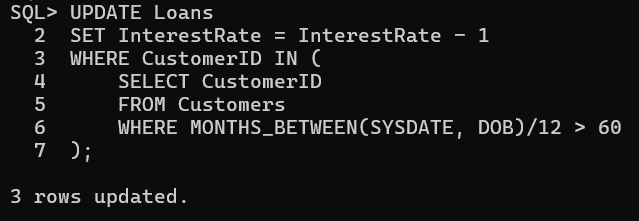 SQL> UPDATE Loans
  2  SET InterestRate = InterestRate - 1
  3  WHERE CustomerID IN (
  4      SELECT CustomerID
  5      FROM Customers
  6      WHERE MONTHS_BETWEEN(SYSDATE, DOB)/12 > 60
  7  );
3 rows updated.